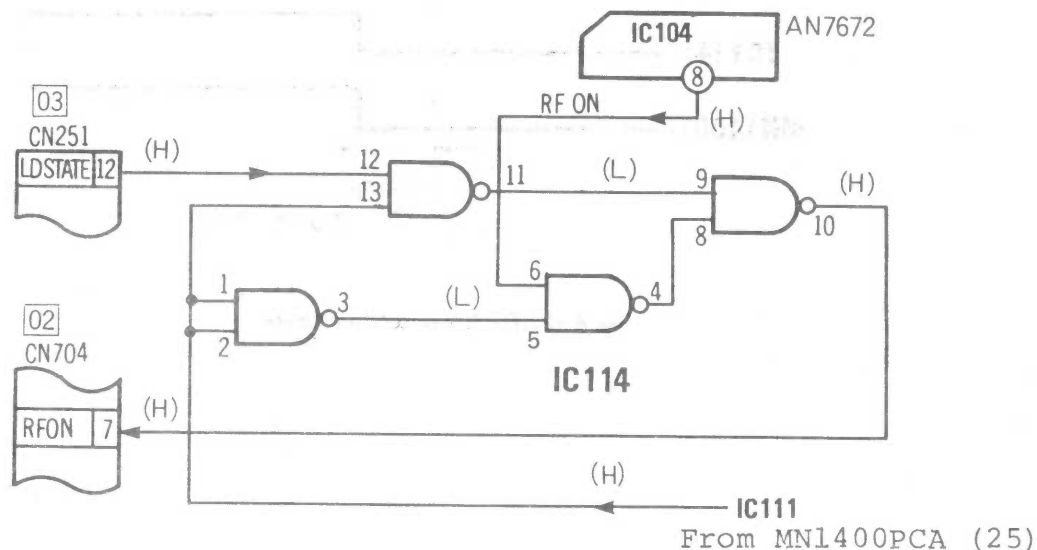 IC104
AN7672
8
RF ON
(H)
03
CN251
LDSTATE 12
(H)
12
13
11
(L)
9
8
(H)
10
1
2
3
(L)
6
5
4
IC114
02
CN704
RFON 7
(H)
(H)
IC111
From MN1400PCA (25)